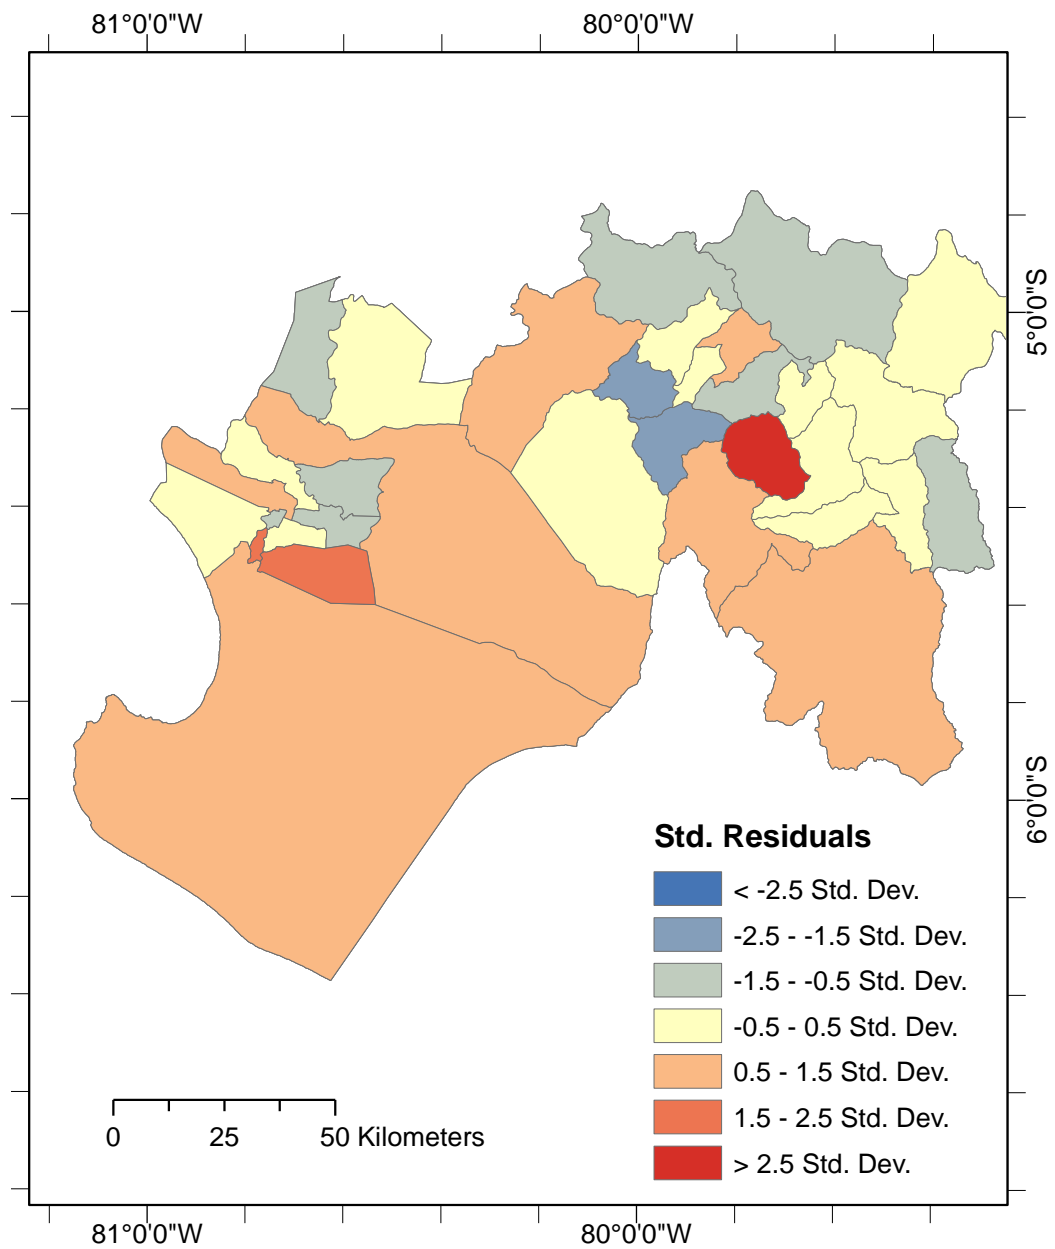 81°0'0"W 80°0'0"W
5°0'0"S
6°0'0"S
Std. Residuals
< -2.5 Std. Dev.
-2.5 - -1.5 Std. Dev.
-1.5 - -0.5 Std. Dev.
-0.5 - 0.5 Std. Dev.
0.5 - 1.5 Std. Dev.
1.5 - 2.5 Std. Dev.
> 2.5 Std. Dev.
0 25 50 Kilometers
81°0'0"W 80°0'0"W